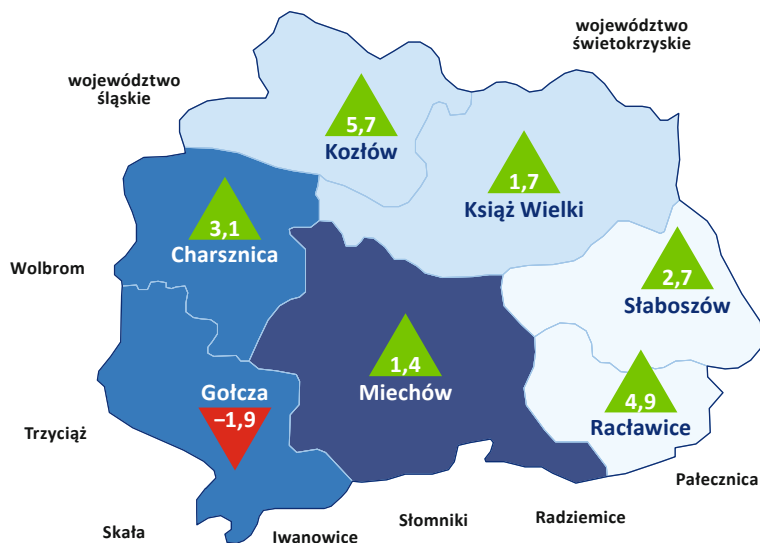 województwo
świetokrzyskie
województwo
śląskie
5,7
Kozłów
1,7
Książ Wielki
3,1
Charsznica
Wolbrom
2,7
Słaboszów
1,4
Miechów
Gołcza
–1,9
4,9
Racławice
Trzyciąż
Pałecznica
Skała
Iwanowice
Słomniki
Radziemice